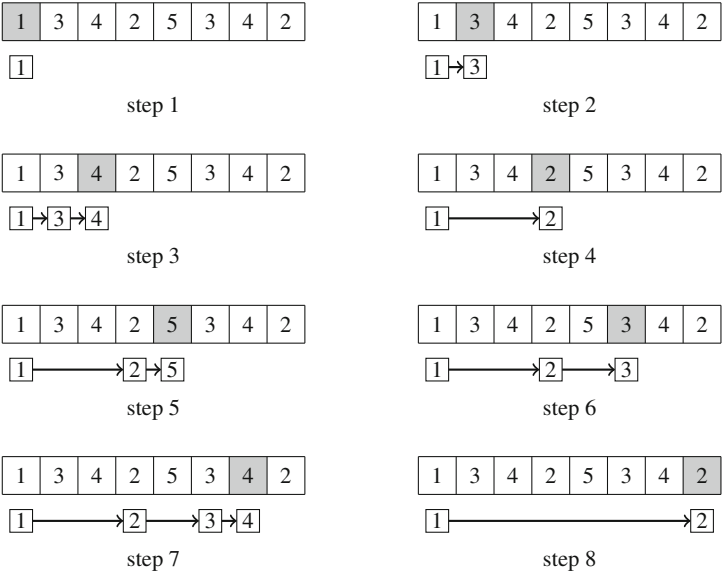 1 3 4 2 5 3 4 2
1
step 1
1 3 4 2 5 3 4 2
1 3
step 2
1 3 4 2 5 3 4 2
1 3 4
step 3
1 3 4 2 5 3 4 2
1 2
step 4
1 3 4 2 5 3 4 2
1 2 5
step 5
1 3 4 2 5 3 4 2
1 2 3
step 6
1 3 4 2 5 3 4 2
1 2 3 4
step 7
1 3 4 2 5 3 4 2
1 2
step 8